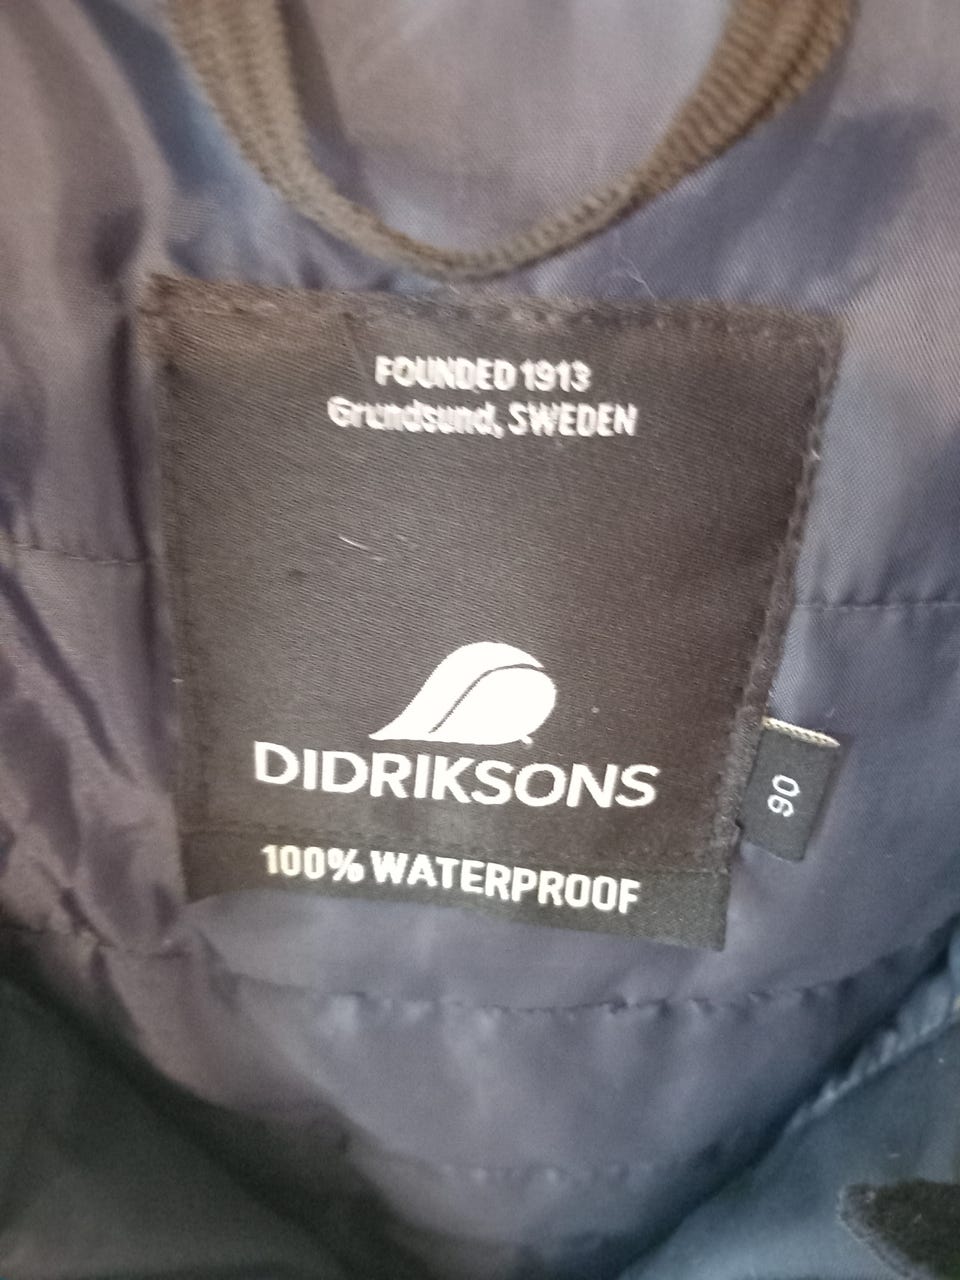 FOUNDED 1913
Grundsund, SWEDEN
DIDRIKSONS
100% WATERPROOF
90